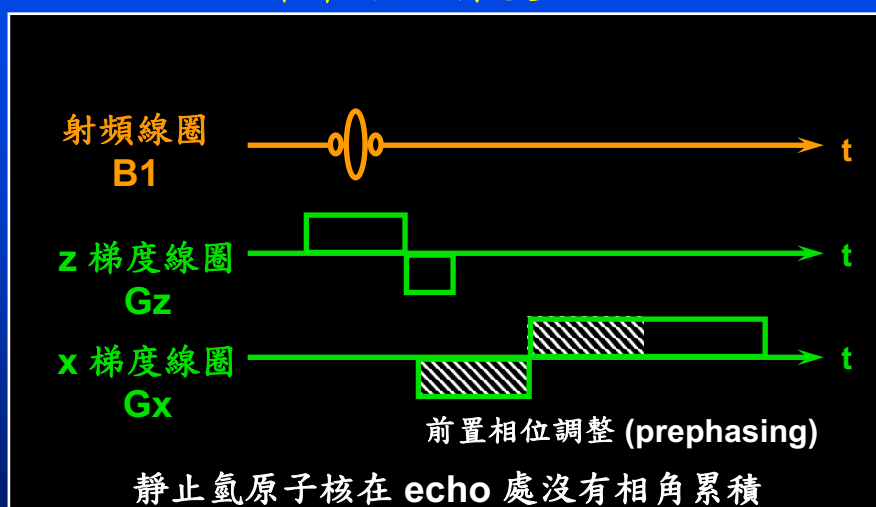 射頻線圈
B1
t
z 梯度線圈
Gz
t
x 梯度線圈
Gx
t
前置相位調整 (prephasing)
靜止氫原子核在 echo 處沒有相角累積